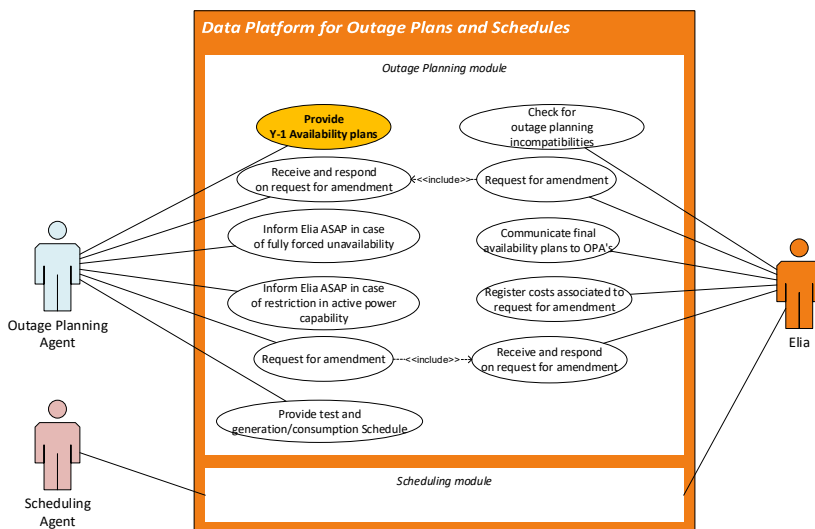 Data Platform for Outage Plans and Schedules
Outage Planning module
Provide
Y-1 Availability plans
Check for
outage planning
incompatibilities
Receive and respond
on request for amendment
<<include>>
Request for amendment
Inform Elia ASAP in case
of fully forced unavailability
Communicate final
availability plans to OPA's
Inform Elia ASAP in case
of restriction in active power
capability
Register costs associated to
request for amendment
Request for amendment
<<include>>
Receive and respond
on request for amendment
Provide test and
generation/consumption Schedule
Outage Planning
Agent
Elia
Scheduling module
Scheduling
Agent